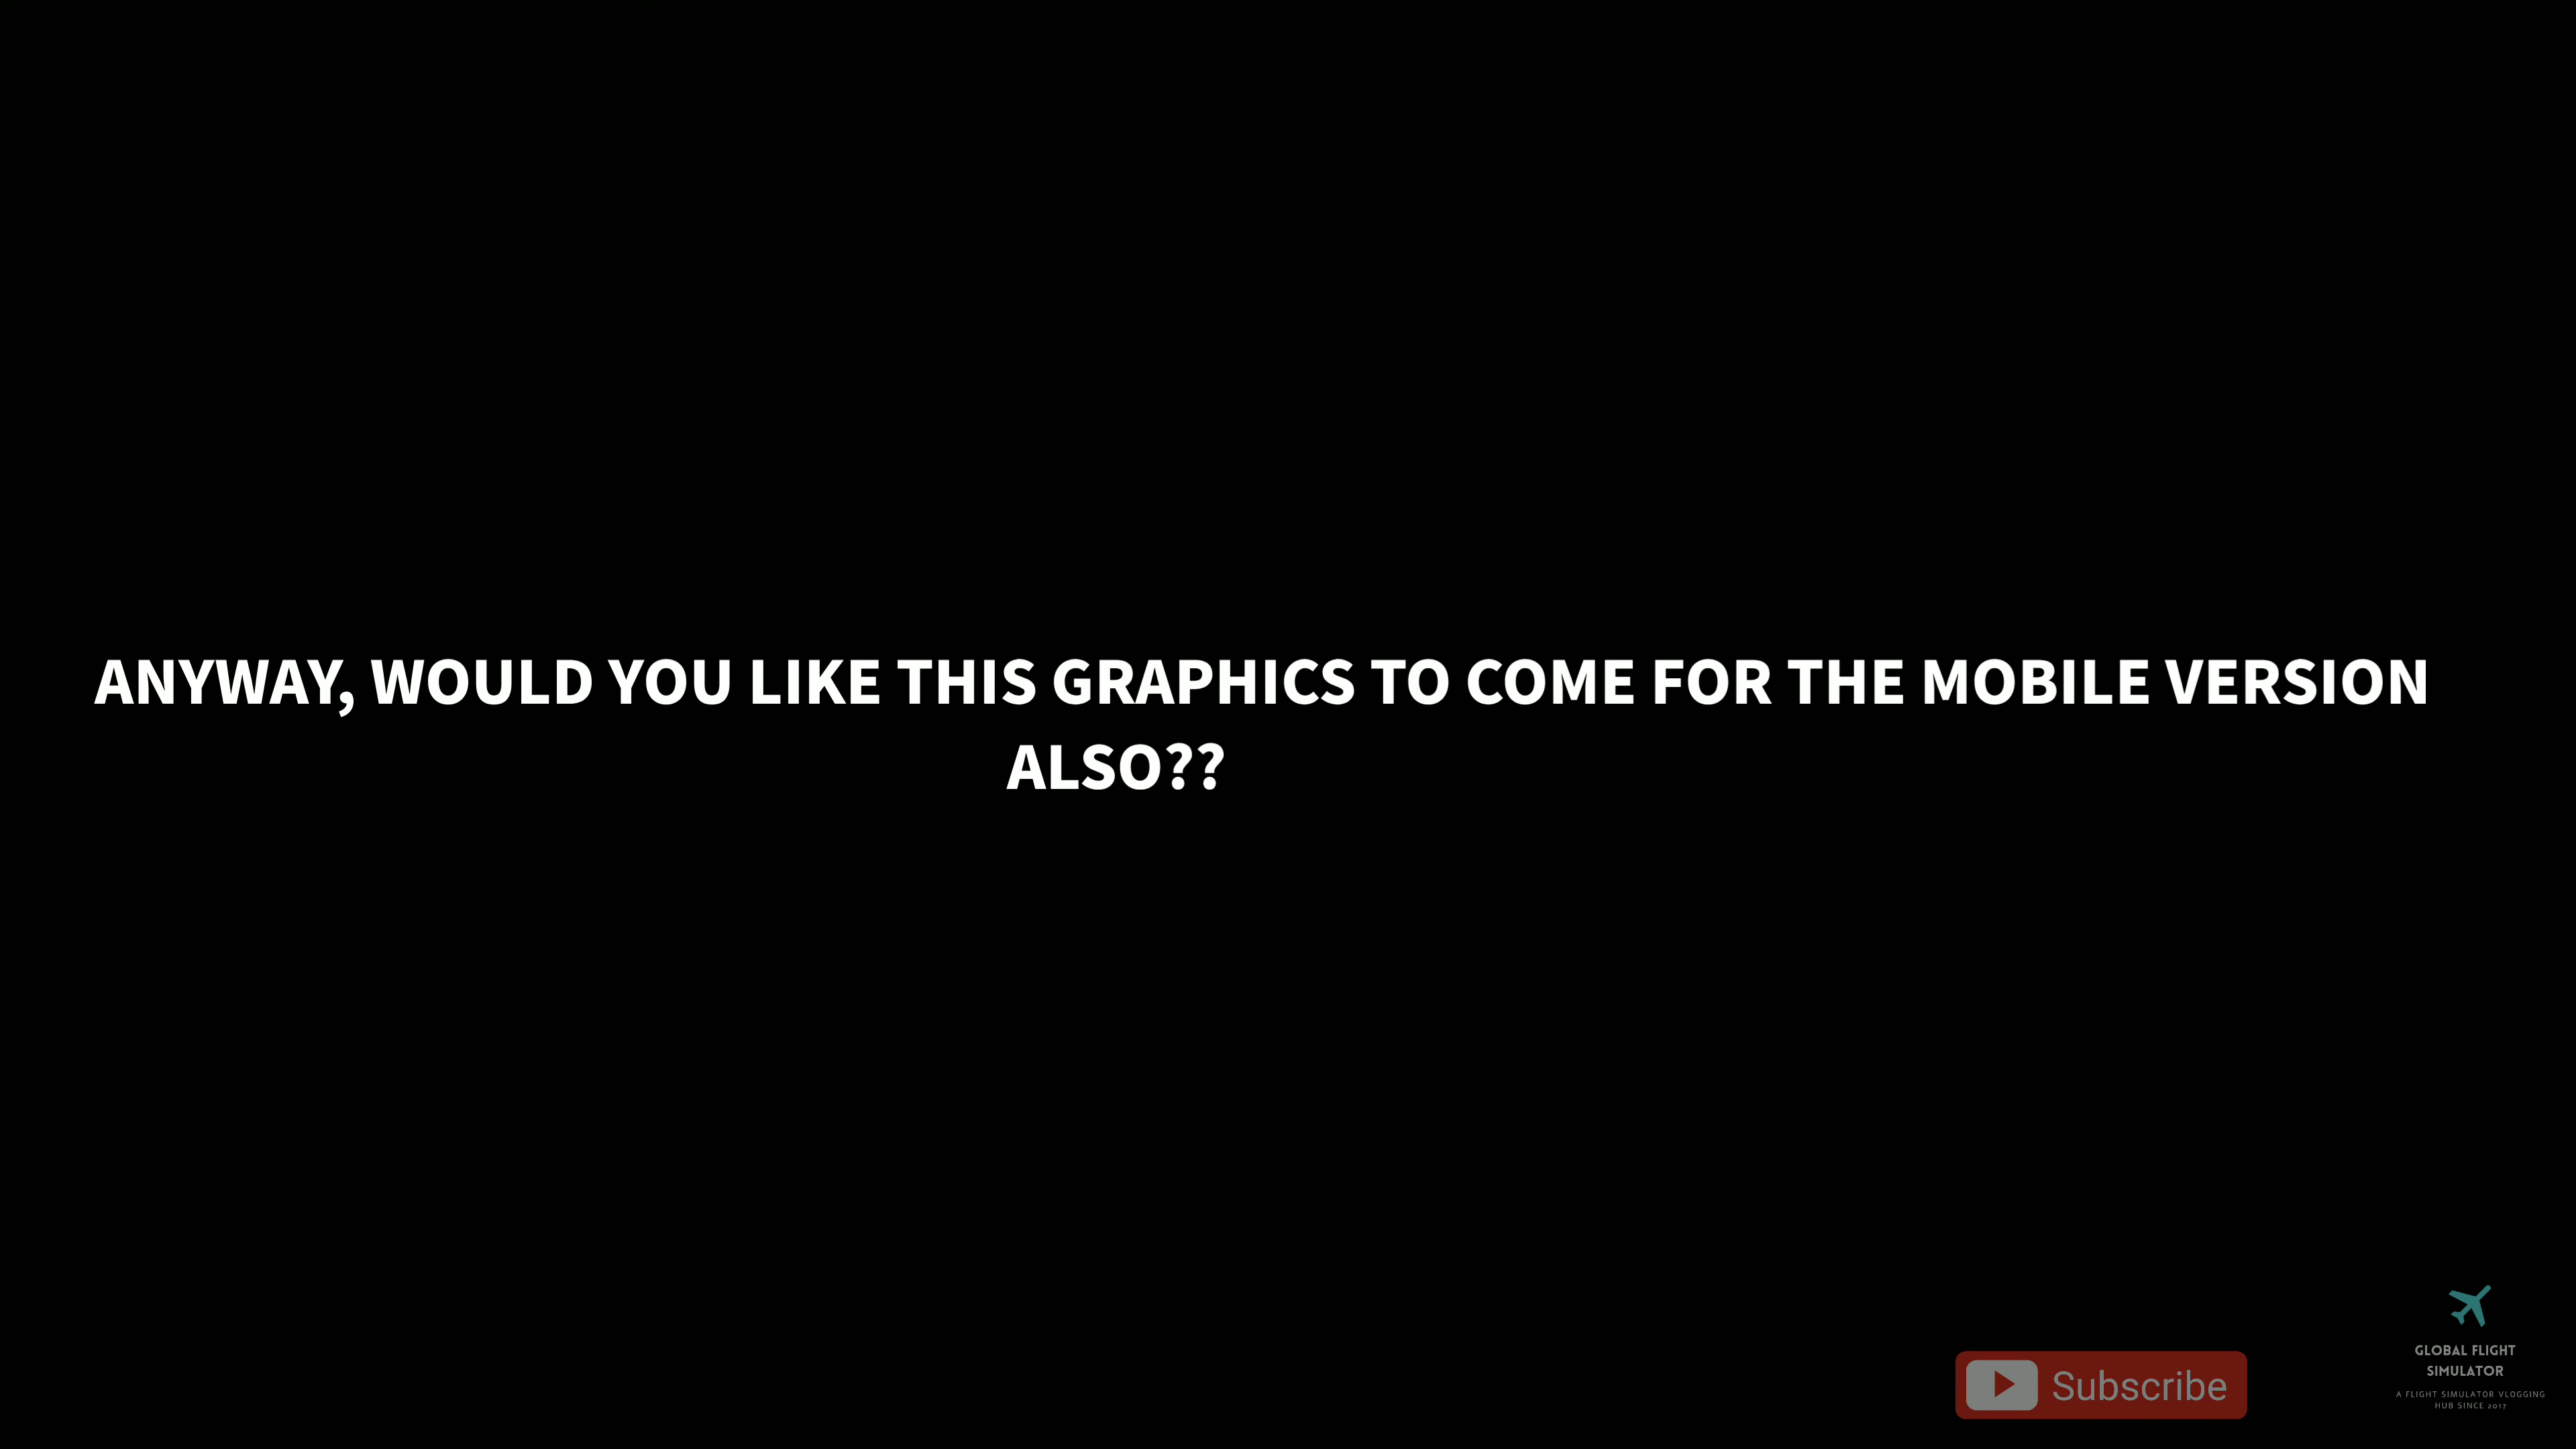 ANYWAY, WOULD YOU LIKE THIS GRAPHICS TO COME FOR THE MOBILE VERSION
ALSO??
Subscribe
GLOBAL FLIGHT
SIMULATOR
A FLIGHT SIMULATOR VLOGGING
HUB SINCE 2017